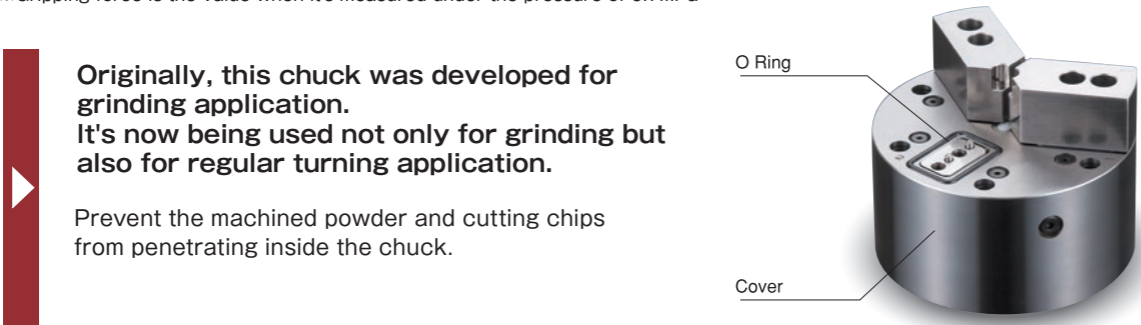 Originally, this chuck was developed for
grinding application.
It's now being used not only for grinding but
also for regular turning application.
Prevent the machined powder and cutting chips
from penetrating inside the chuck.
O Ring
Cover